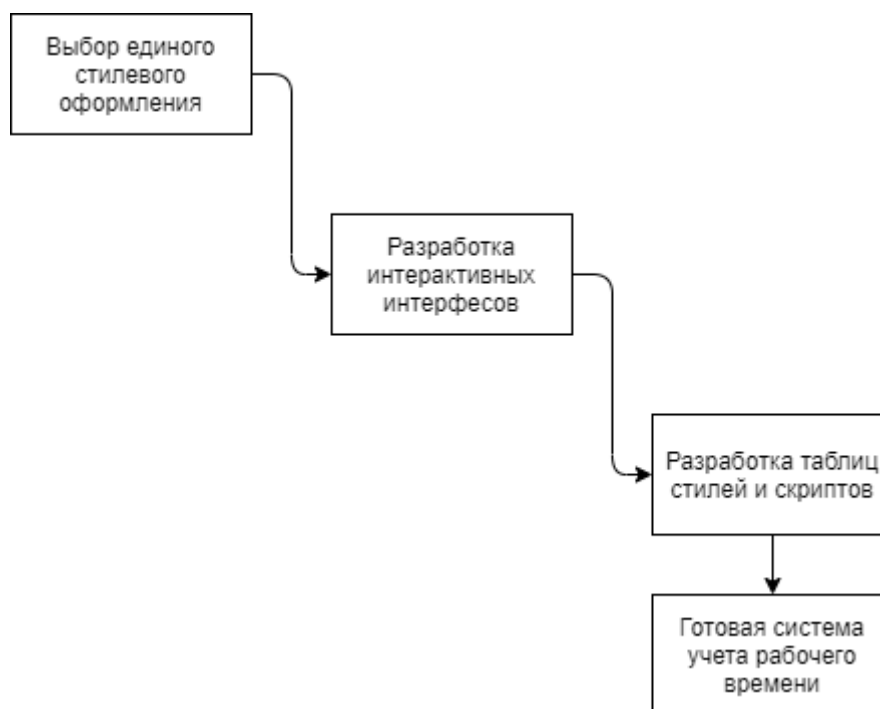 Выбор единого
стилевого
оформления
Разработка
интерактивных
интерфесов
Разработка таблиц
стилей и скриптов
Готовая система
учета рабочего
времени